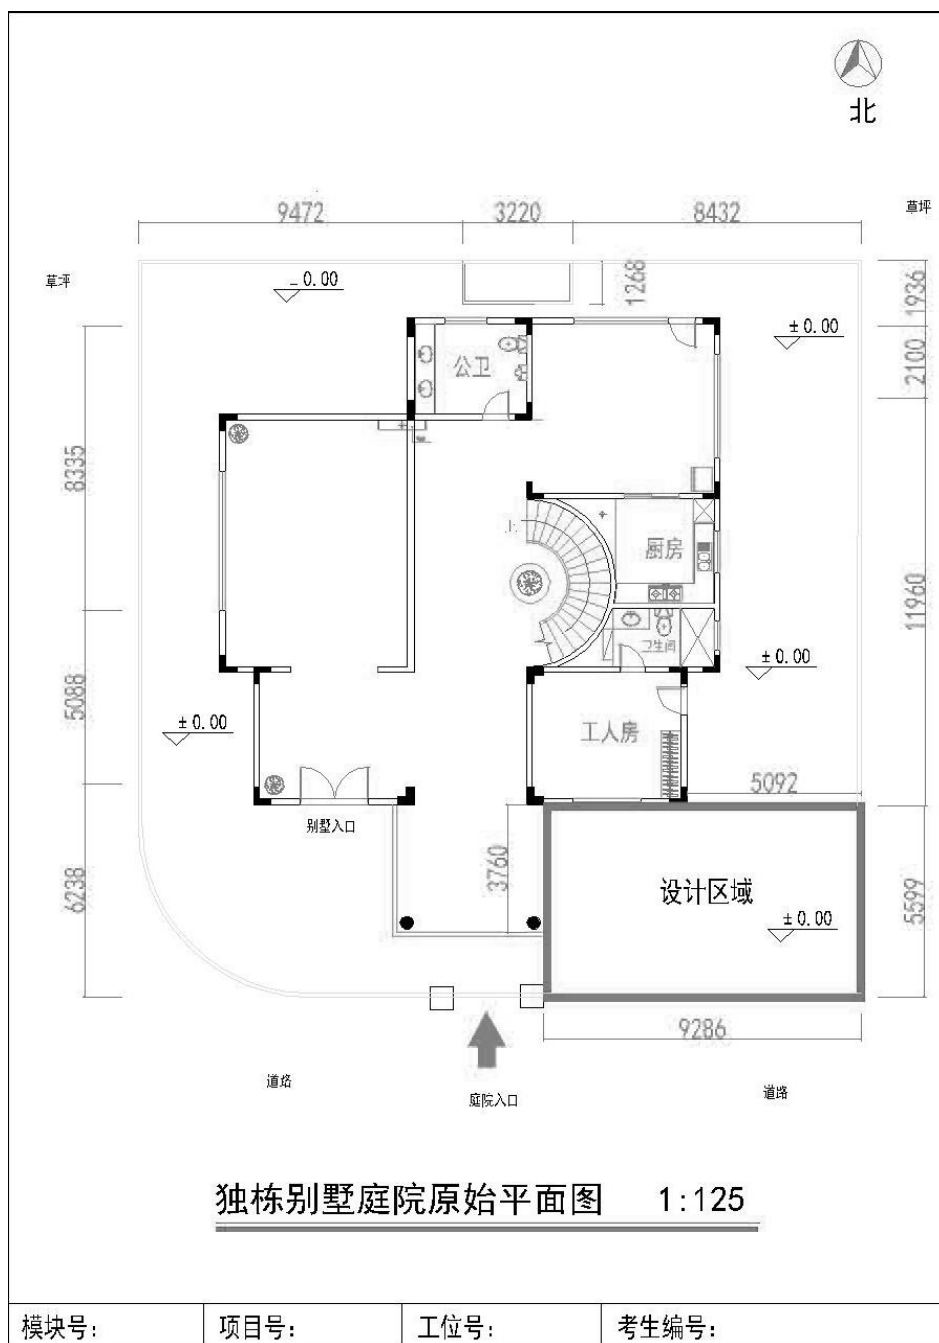 北
9472 3220 8432
草坪
草坪
0.00
1268
1936
±0.00
2100
公卫
8335
上
厨房
11960
卫生间
±0.00
5088
±0.00
工人房
5092
别墅入口
3760
6238
设计区域
±0.00
5599
9286
道路
庭院入口
道路
独栋别墅庭院原始平面图 1:125
模块号: 项目号: 工位号: 考生编号: